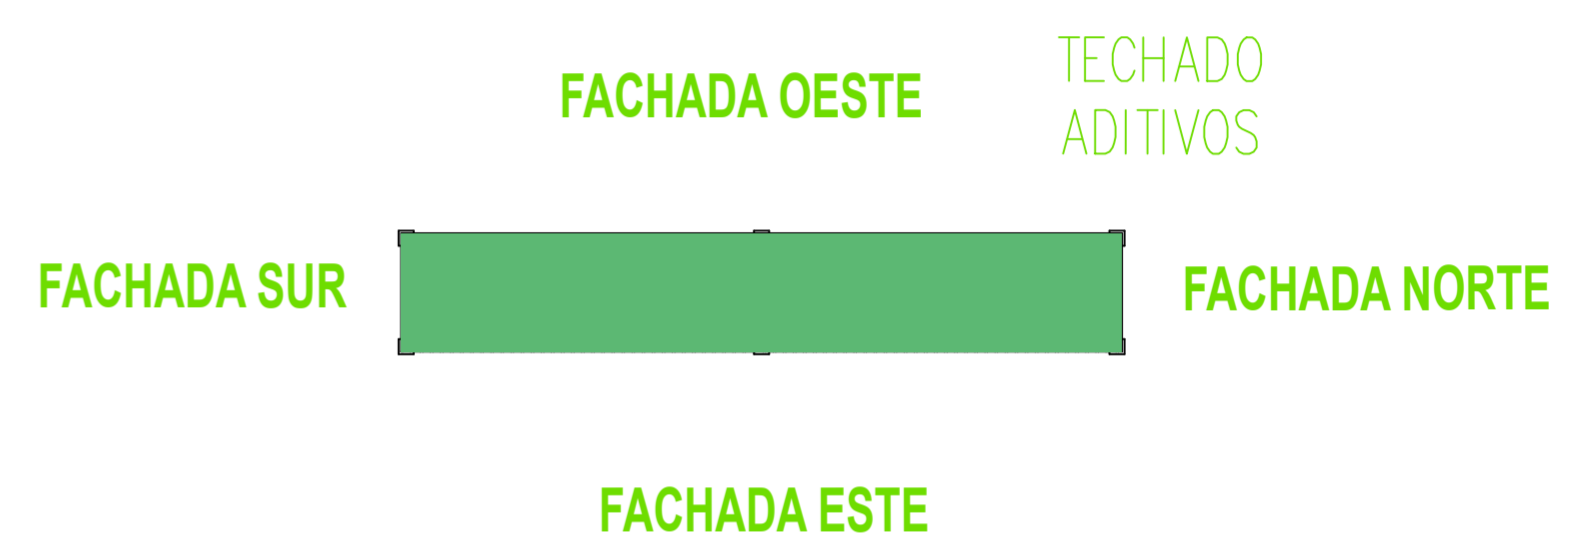 TECHADO
ADITIVOS
FACHADA OESTE
FACHADA SUR
FACHADA NORTE
FACHADA ESTE